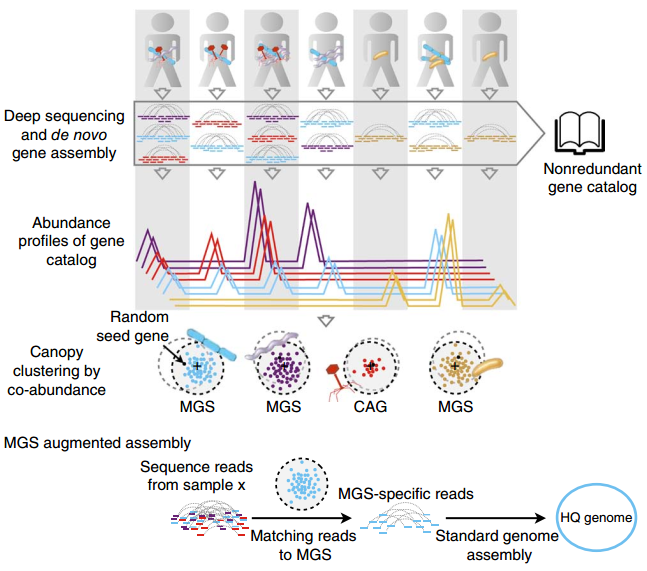 Deep sequencing
and de novo
gene assembly
Nonredundant
gene catalog
Abundance
profiles of gene
catalog
Random
seed gene
Canopy
clustering by
co-abundance
MGS
MGS
CAG
MGS
MGS augmented assembly
Sequence reads
from sample x
Matching reads
to MGS
MGS-specific reads
Standard genome
assembly
HQ genome